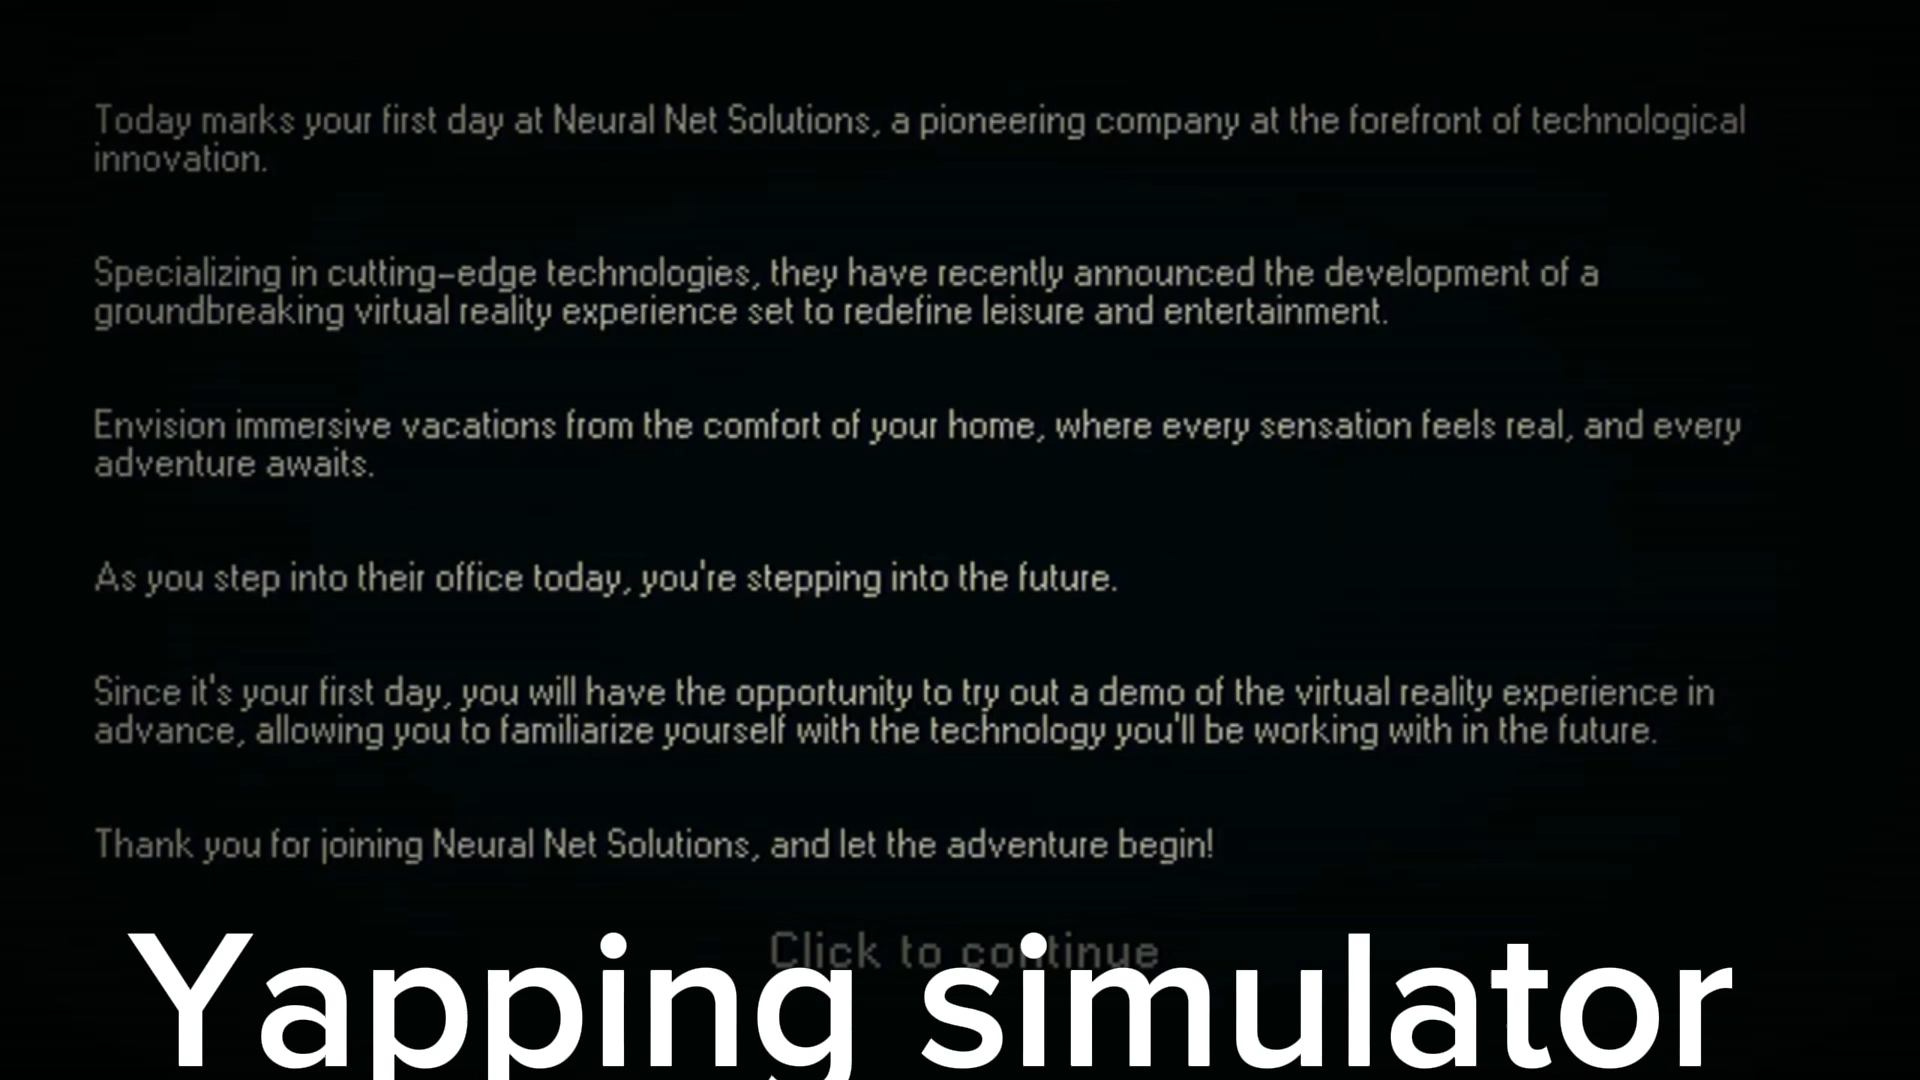 Today marks your first day at Neural Net Solutions, a pioneering company at the forefront of technological
innovation.
Specializing in cutting-edge technologies, they have recently announced the development of a
groundbreaking virtual reality experience set to redefine leisure and entertainment.
Envision immersive vacations from the comfort of your home, where every sensation feels real, and every
adventure awaits.
As you step into their office today, you're stepping into the future.
Since it's your first day, you will have the opportunity to try out a demo of the virtual reality experience in
advance, allowing you to familiarize yourself with the technology you'll be working with in the future.
Thank you for joining Neural Net Solutions, and let the adventure begin!
Click to continue
Yapping simulator